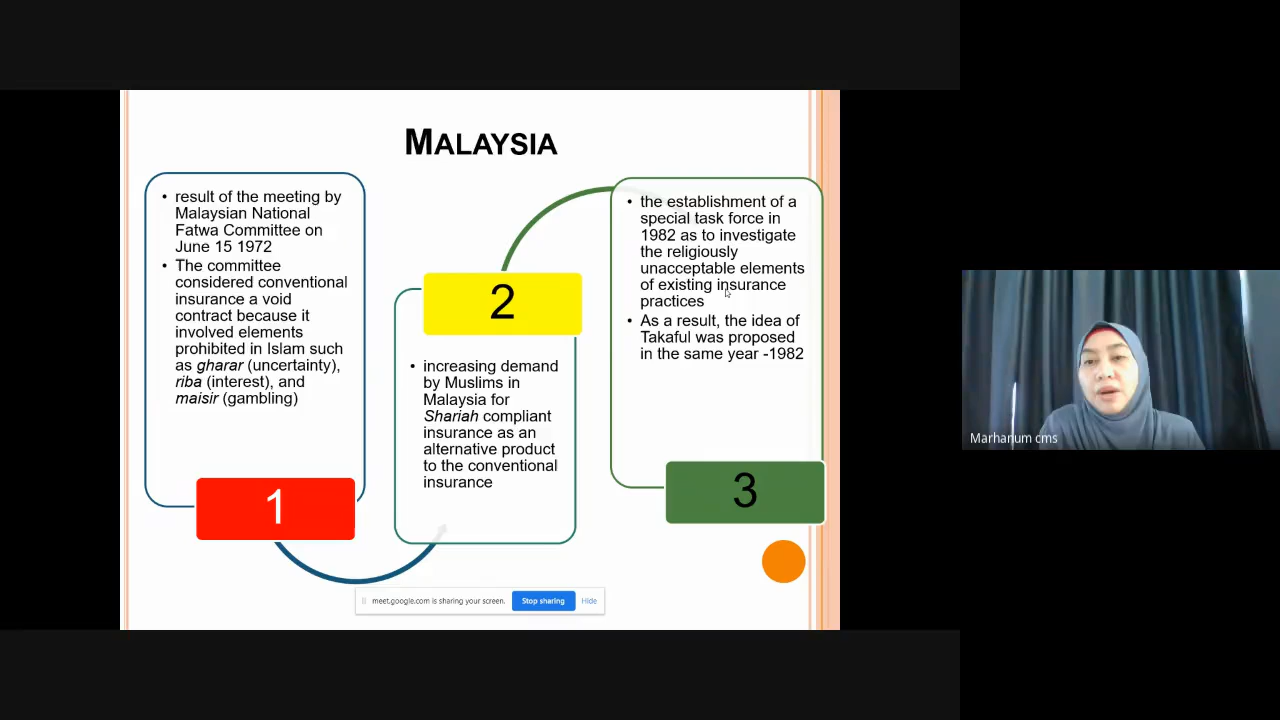 MALAYSIA
• result of the meeting by
Malaysian National
Fatwa Committee on
June 15 1972
• The committee
considered conventional
insurance a void
contract because it
involved elements
prohibited in Islam such
as gharar (uncertainty),
riba (interest), and
maisir (gambling)
1
2
• increasing demand
by Muslims in
Malaysia for
Shariah compliant
insurance as an
alternative product
to the conventional
insurance
• the establishment of a
special task force in
1982 as to investigate
the religiously
unacceptable elements
of existing insurance
practices
• As a result, the idea of
Takaful was proposed
in the same year -1982
3
meet.google.com is sharing your screen.
Stop sharing
Hide
Marhanum cms